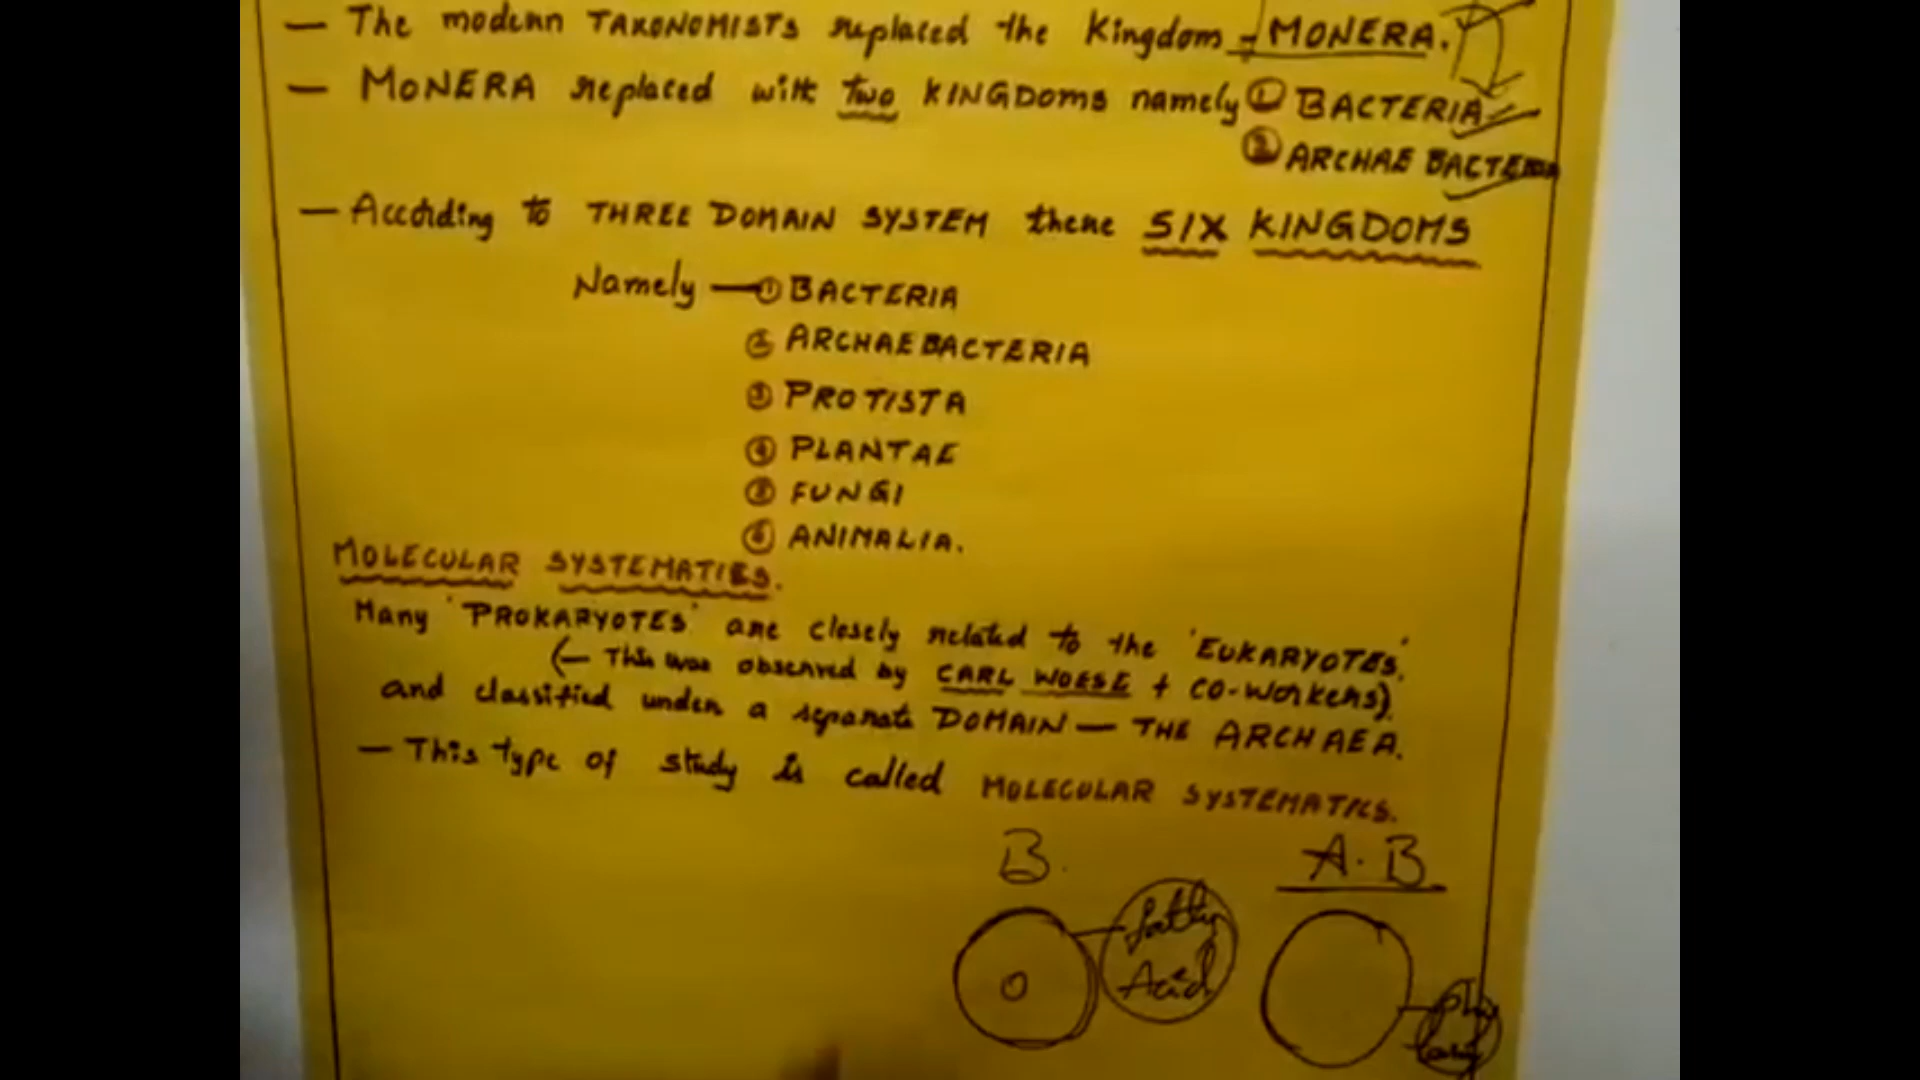 — The modern TAXONOMISTS replaced the Kingdom - MONERA.
— MONERA replaced with two KINGDOMS namely ① BACTERIA
② ARCHAE BACTERIA
— According to THREE DOMAIN SYSTEM there SIX KINGDOMS
Namely — ① BACTERIA
② ARCHAEBACTERIA
③ PROTISTA
④ PLANTAE
⑤ FUNGI
⑥ ANIMALIA.
MOLECULAR SYSTEMATICS.
Many 'PROKARYOTES' are closely related to the 'EUKARYOTES'.
(— This was observed by CARL WOESE + CO-WORKERS)
and classified under a separate DOMAIN — THE ARCHAEA.
— This type of study is called MOLECULAR SYSTEMATICS.
B. A.B
fatty
Acid